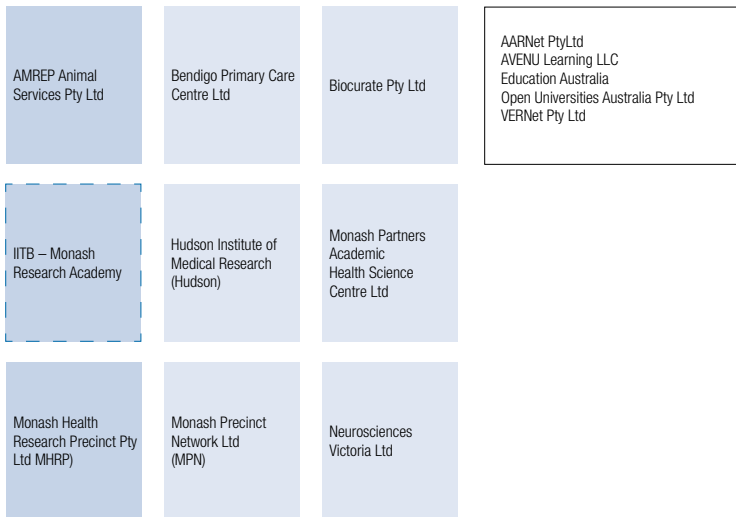 AMREP Animal
Services Pty Ltd
Bendigo Primary Care
Centre Ltd
Biocurate Pty Ltd
AARNet PtyLtd
AVENU Learning LLC
Education Australia
Open Universities Australia Pty Ltd
VERNet Pty Ltd
IITB – Monash
Research Academy
Hudson Institute of
Medical Research
(Hudson)
Monash Partners
Academic
Health Science
Centre Ltd
Monash Health
Research Precinct Pty
Ltd MHRP)
Monash Precinct
Network Ltd
(MPN)
Neurosciences
Victoria Ltd